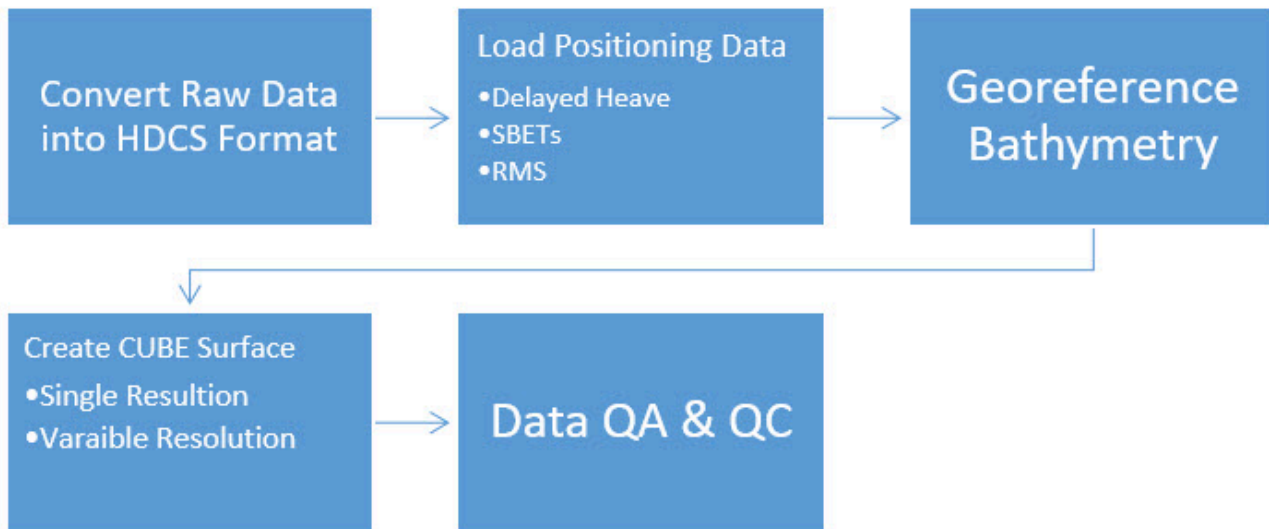 Convert Raw Data
into HDCS Format
Load Positioning Data
•Delayed Heave
•SBETs
•RMS
Georeference
Bathymetry
Create CUBE Surface
•Single Resultion
•Varaible Resolution
Data QA & QC